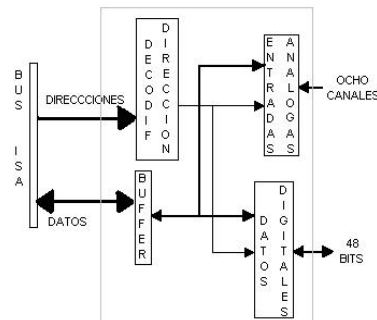 BUS ISA
DIRECCCIONES
DATOS
DECODIF
DIRECCION
BUFFER
ENTRADAS
ANALOGAS
OCHO
CANALES
DATOS
DIGITALES
48
BITS